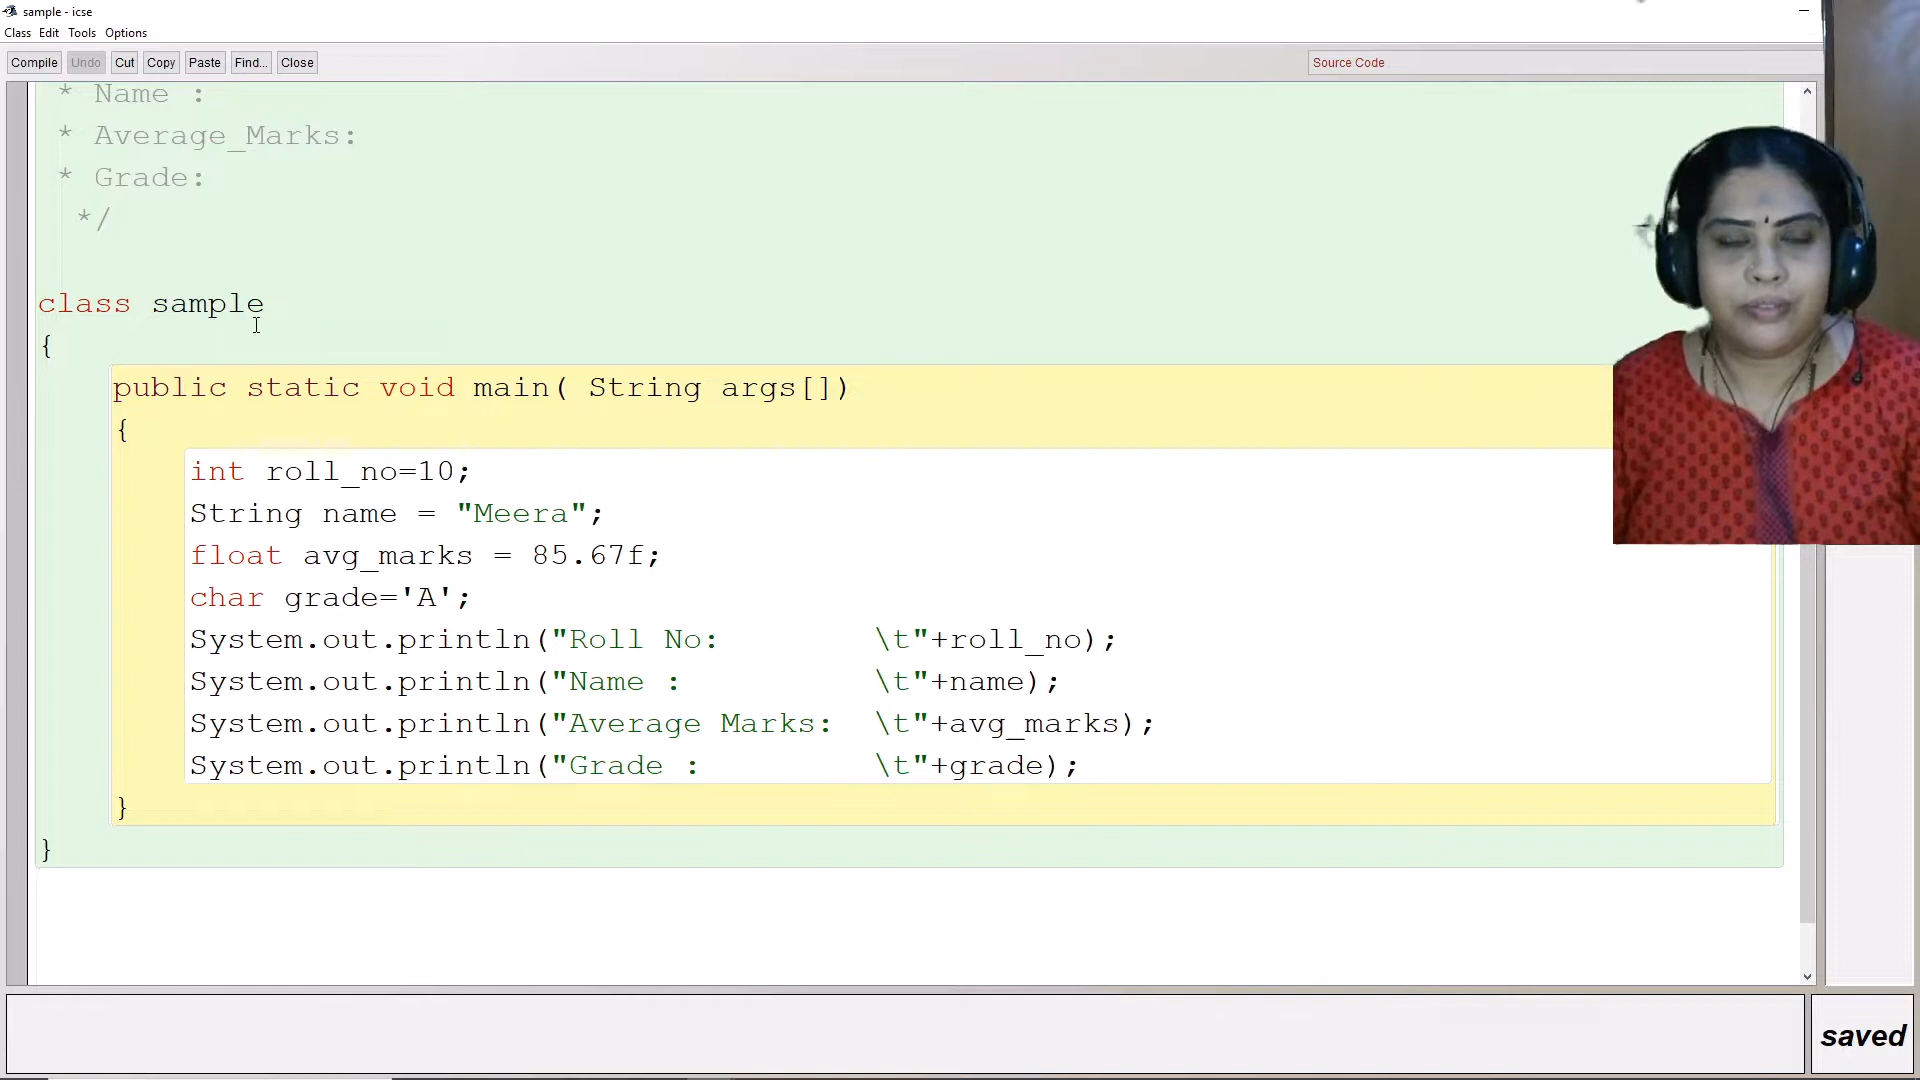 sample - icse
Class Edit Tools Options
Compile Undo Cut Copy Paste Find... Close Source Code
* Name :
* Average_Marks:
* Grade:
*/
class sample
{
public static void main( String args[])
{
int roll_no=10;
String name = "Meera";
float avg_marks = 85.67f;
char grade='A';
System.out.println("Roll No:        \t"+roll_no);
System.out.println("Name :          \t"+name);
System.out.println("Average Marks:  \t"+avg_marks);
System.out.println("Grade :         \t"+grade);
}
}
saved